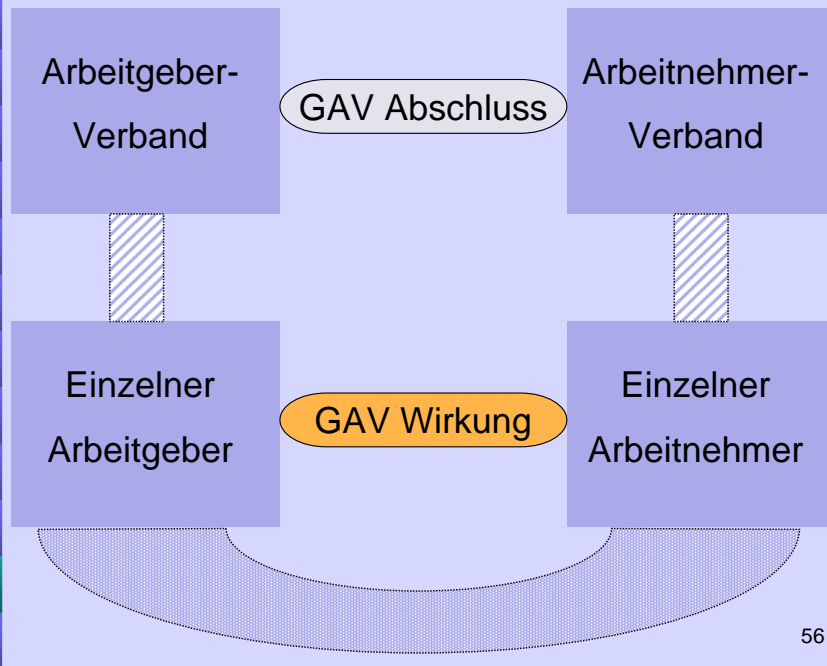 Arbeitgeber-
Verband
GAV Abschluss
Arbeitnehmer-
Verband
Einzelner
Arbeitgeber
GAV Wirkung
Einzelner
Arbeitnehmer
56